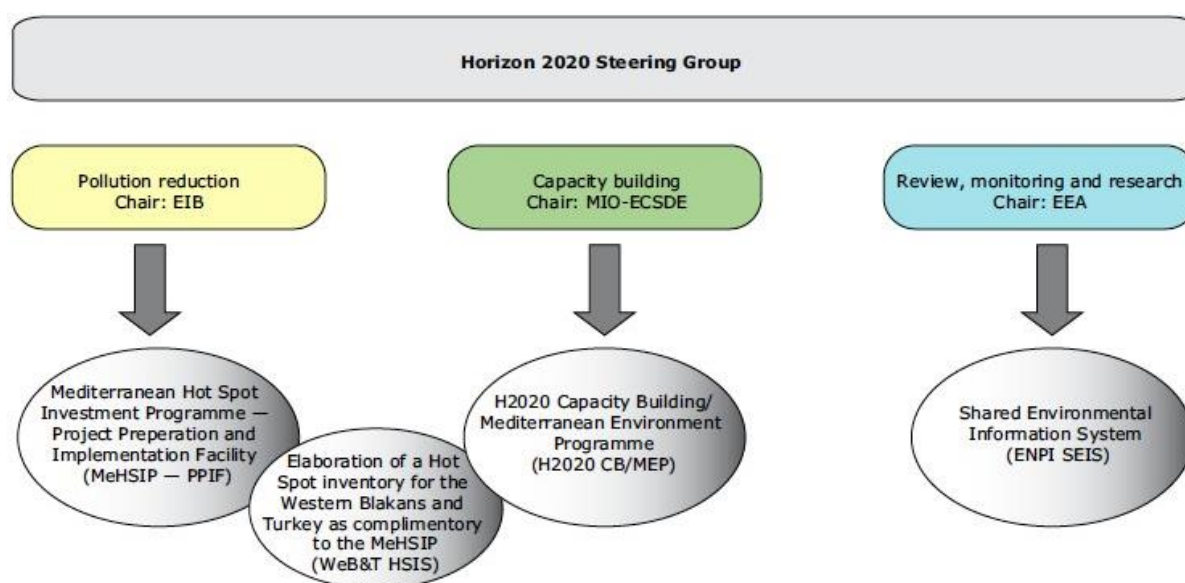 Horizon 2020 Steering Group
Pollution reduction
Chair: EIB
Capacity building
Chair: MIO-ECSDE
Review, monitoring and research
Chair: EEA
Mediterranean Hot Spot
Investment Programme —
Project Preperation and
Implementation Facility
(MeHSIP — PPIF)
Elaboration of a Hot
Spot inventory for the
Western Blakans and
Turkey as complimentory
to the MeHSIP
(WeB&T HSIS)
H2020 Capacity Building/
Mediterranean Environment
Programme
(H2020 CB/MEP)
Shared Environmental
Information System
(ENPI SEIS)